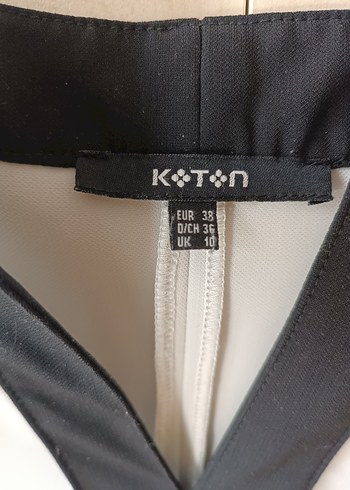 KOTON
EUR 38
D/CH 36
UK 10